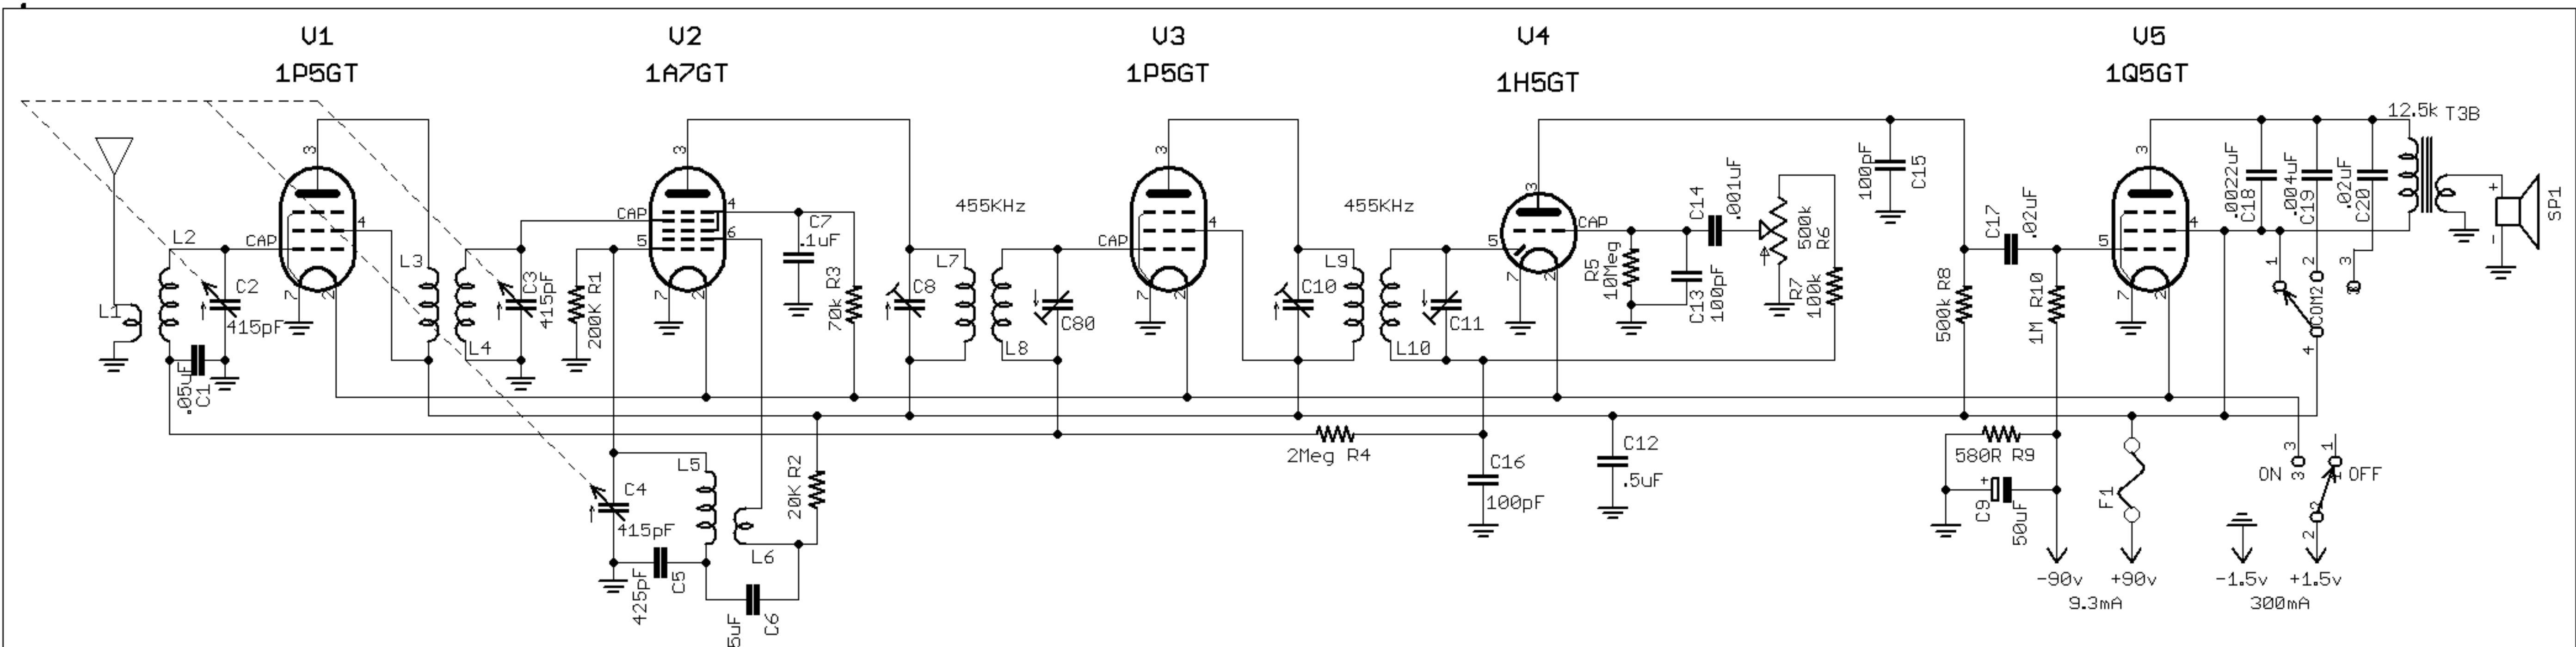 V1
1P5GT
V2
1A7GT
V3
1P5GT
V4
1H5GT
V5
1Q5GT
L1
L2
C2
415pF
.05uF
C1
CAP
3
4
7
2
L3
L4
C3
415pF
200K R1
CAP
5
3
4
6
7
2
C7
.1uF
70k R3
C4
415pF
425pF
C5
L5
L6
5uF
C6
20K R2
C8
L7
455KHz
L8
C80
CAP
3
4
7
2
C10
L9
455KHz
L10
C11
2Meg R4
C16
100pF
5
3
CAP
7
2
R5
10Meg
C13
100pF
C14
.001uF
500k
R6
R7
100k
C12
.5uF
100pF
C15
500k R8
C17
.02uF
1M R10
580R R9
C9
+
50uF
5
3
4
7
2
F1
.0022uF
C18
.004uF
C19
.02uF
C20
12.5k T3B
+
-
SP1
1
2
3
COM2
4
ON
3
3
1
OFF
2
-90v
+90v
9.3mA
-1.5v
+1.5v
300mA